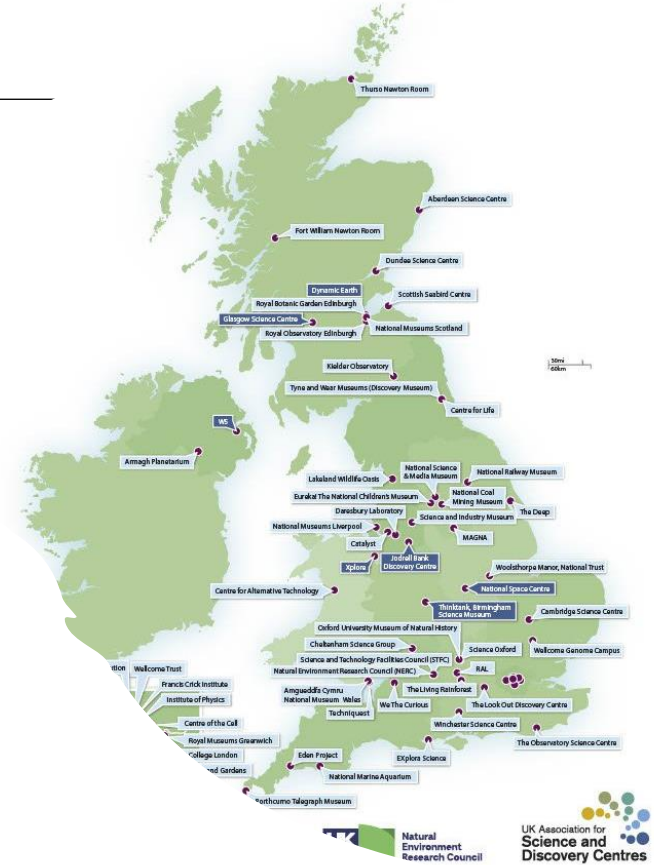 Thurso Newton Room
Aberdeen Science Centre
Fort William Newton Room
Dundee Science Centre
Dynamic Earth
Scottish Seabird Centre
Royal Botanic Garden Edinburgh
Glasgow Science Centre
National Museums Scotland
Royal Observatory Edinburgh
50mi
60km
Kielder Observatory
Tyne and Wear Museums (Discovery Museum)
Centre for Life
W5
Armagh Planetarium
National Science
& Media Museum
National Railway Museum
Lakeland Wildlife Oasis
Eureka! The National Children's Museum
National Coal
Mining Museum
Daresbury Laboratory
The Deep
Science and Industry Museum
National Museums Liverpool
MAGNA
Catalyst
Jodrell Bank
Discovery Centre
Xplore
Woolsthorpe Manor, National Trust
Centre for Alternative Technology
National Space Centre
Thinktank, Birmingham
Science Museum
Cambridge Science Centre
Oxford University Museum of Natural History
Cheltenham Science Group
Science Oxford
Wellcome Genome Campus
Science and Technology Facilities Council (STFC)
Natural Environment Research Council (NERC)
RAL
The Living Rainforest
Amgueddfa Cymru
National Museum Wales
We The Curious
The Look Out Discovery Centre
Techniquest
Winchester Science Centre
The Observatory Science Centre
EXplora Science
Wellcome Trust
Francis Crick Institute
Institute of Physics
Centre of the Cell
Royal Museums Greenwich
College London
and Gardens
Eden Project
National Marine Aquarium
Porthcurno Telegraph Museum
Natural
Environment
Research Council
UK Association for
Science and
Discovery Centres